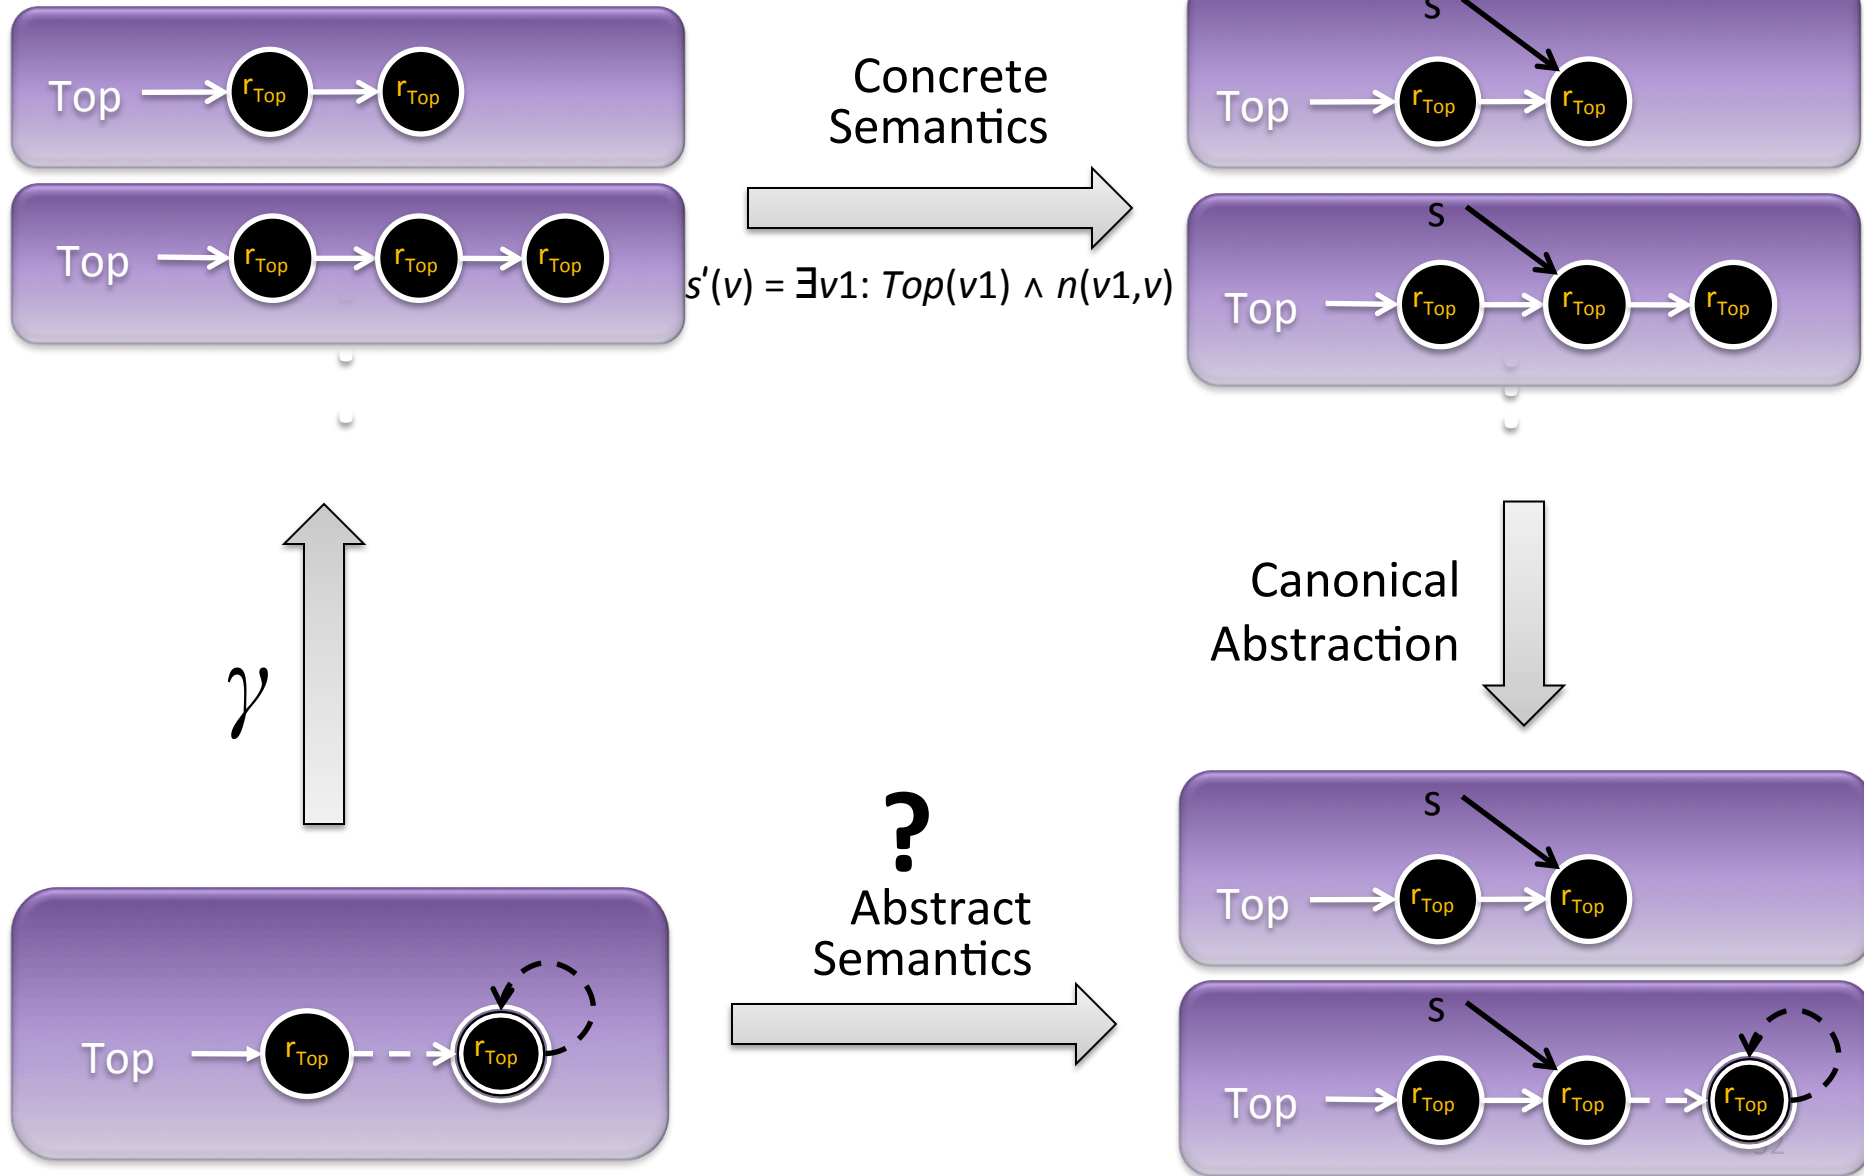 Top r_Top r_Top
Top r_Top r_Top r_Top
Concrete
Semantics
s'(v) = ∃v1: Top(v1) ∧ n(v1,v)
s
Top r_Top r_Top
s
Top r_Top r_Top r_Top
γ
Canonical
Abstraction
?
Abstract
Semantics
Top r_Top r_Top
s
Top r_Top r_Top
s
Top r_Top r_Top r_Top